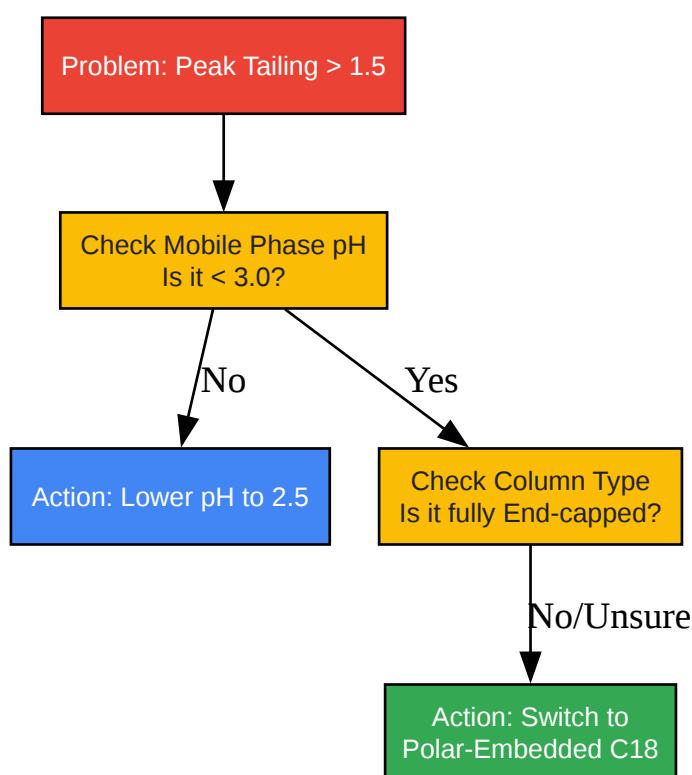 Problem: Peak Tailing > 1.5
Check Mobile Phase pH
Is it < 3.0?
No
Yes
Action: Lower pH to 2.5
Check Column Type
Is it fully End-capped?
No/Unsure
Action: Switch to
Polar-Embedded C18